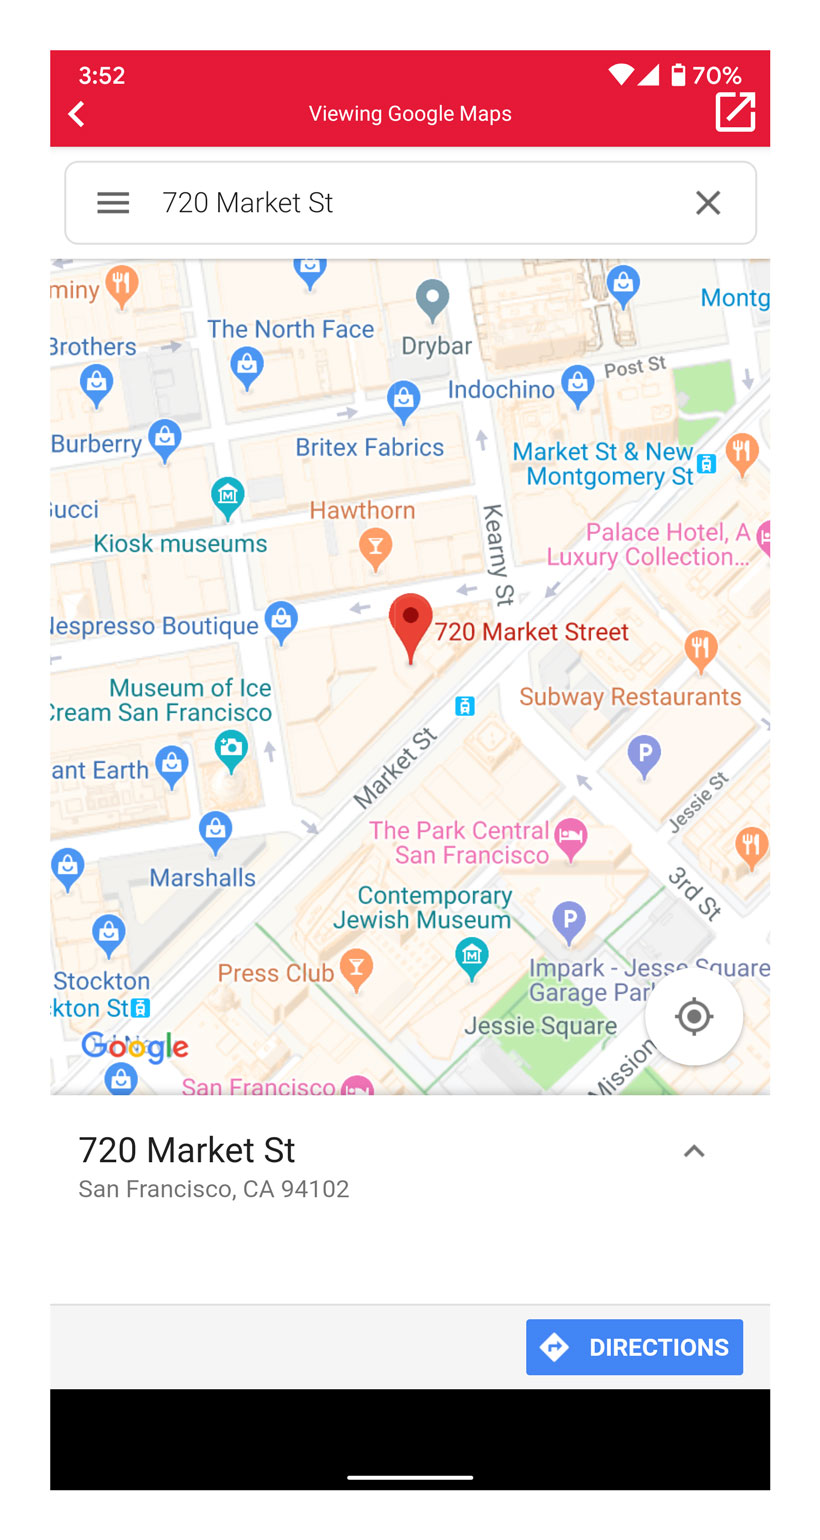 3:52
70%
Viewing Google Maps
720 Market St
miny
The North Face
Drybar
Montg
Brothers
Indochino
Post St
Burberry
Britex Fabrics
Market St & New
Montgomery St
Gucci
Hawthorn
Kiosk museums
Kearny St
Palace Hotel, A
Luxury Collection...
Nespresso Boutique
720 Market Street
Museum of Ice
Cream San Francisco
Subway Restaurants
ant Earth
Market St
P
Jessie St
The Park Central
San Francisco
Marshalls
3rd St
Contemporary
Jewish Museum
P
Press Club
Impark - Jesse Square
Garage Par
Stockton
kton St
Jessie Square
Google
Mission
San Francisco
720 Market St
San Francisco, CA 94102
DIRECTIONS